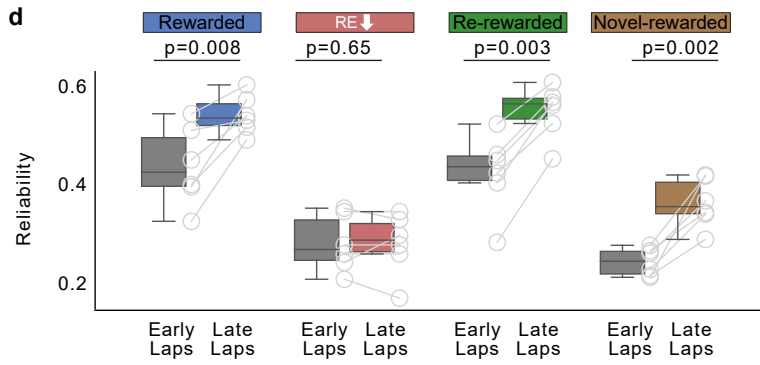 d
Rewarded
RE
Re-rewarded
Novel-rewarded
p=0.008
p=0.65
p=0.003
p=0.002
Reliability
0.6
0.4
0.2
Early Laps
Late Laps
Early Laps
Late Laps
Early Laps
Late Laps
Early Laps
Late Laps